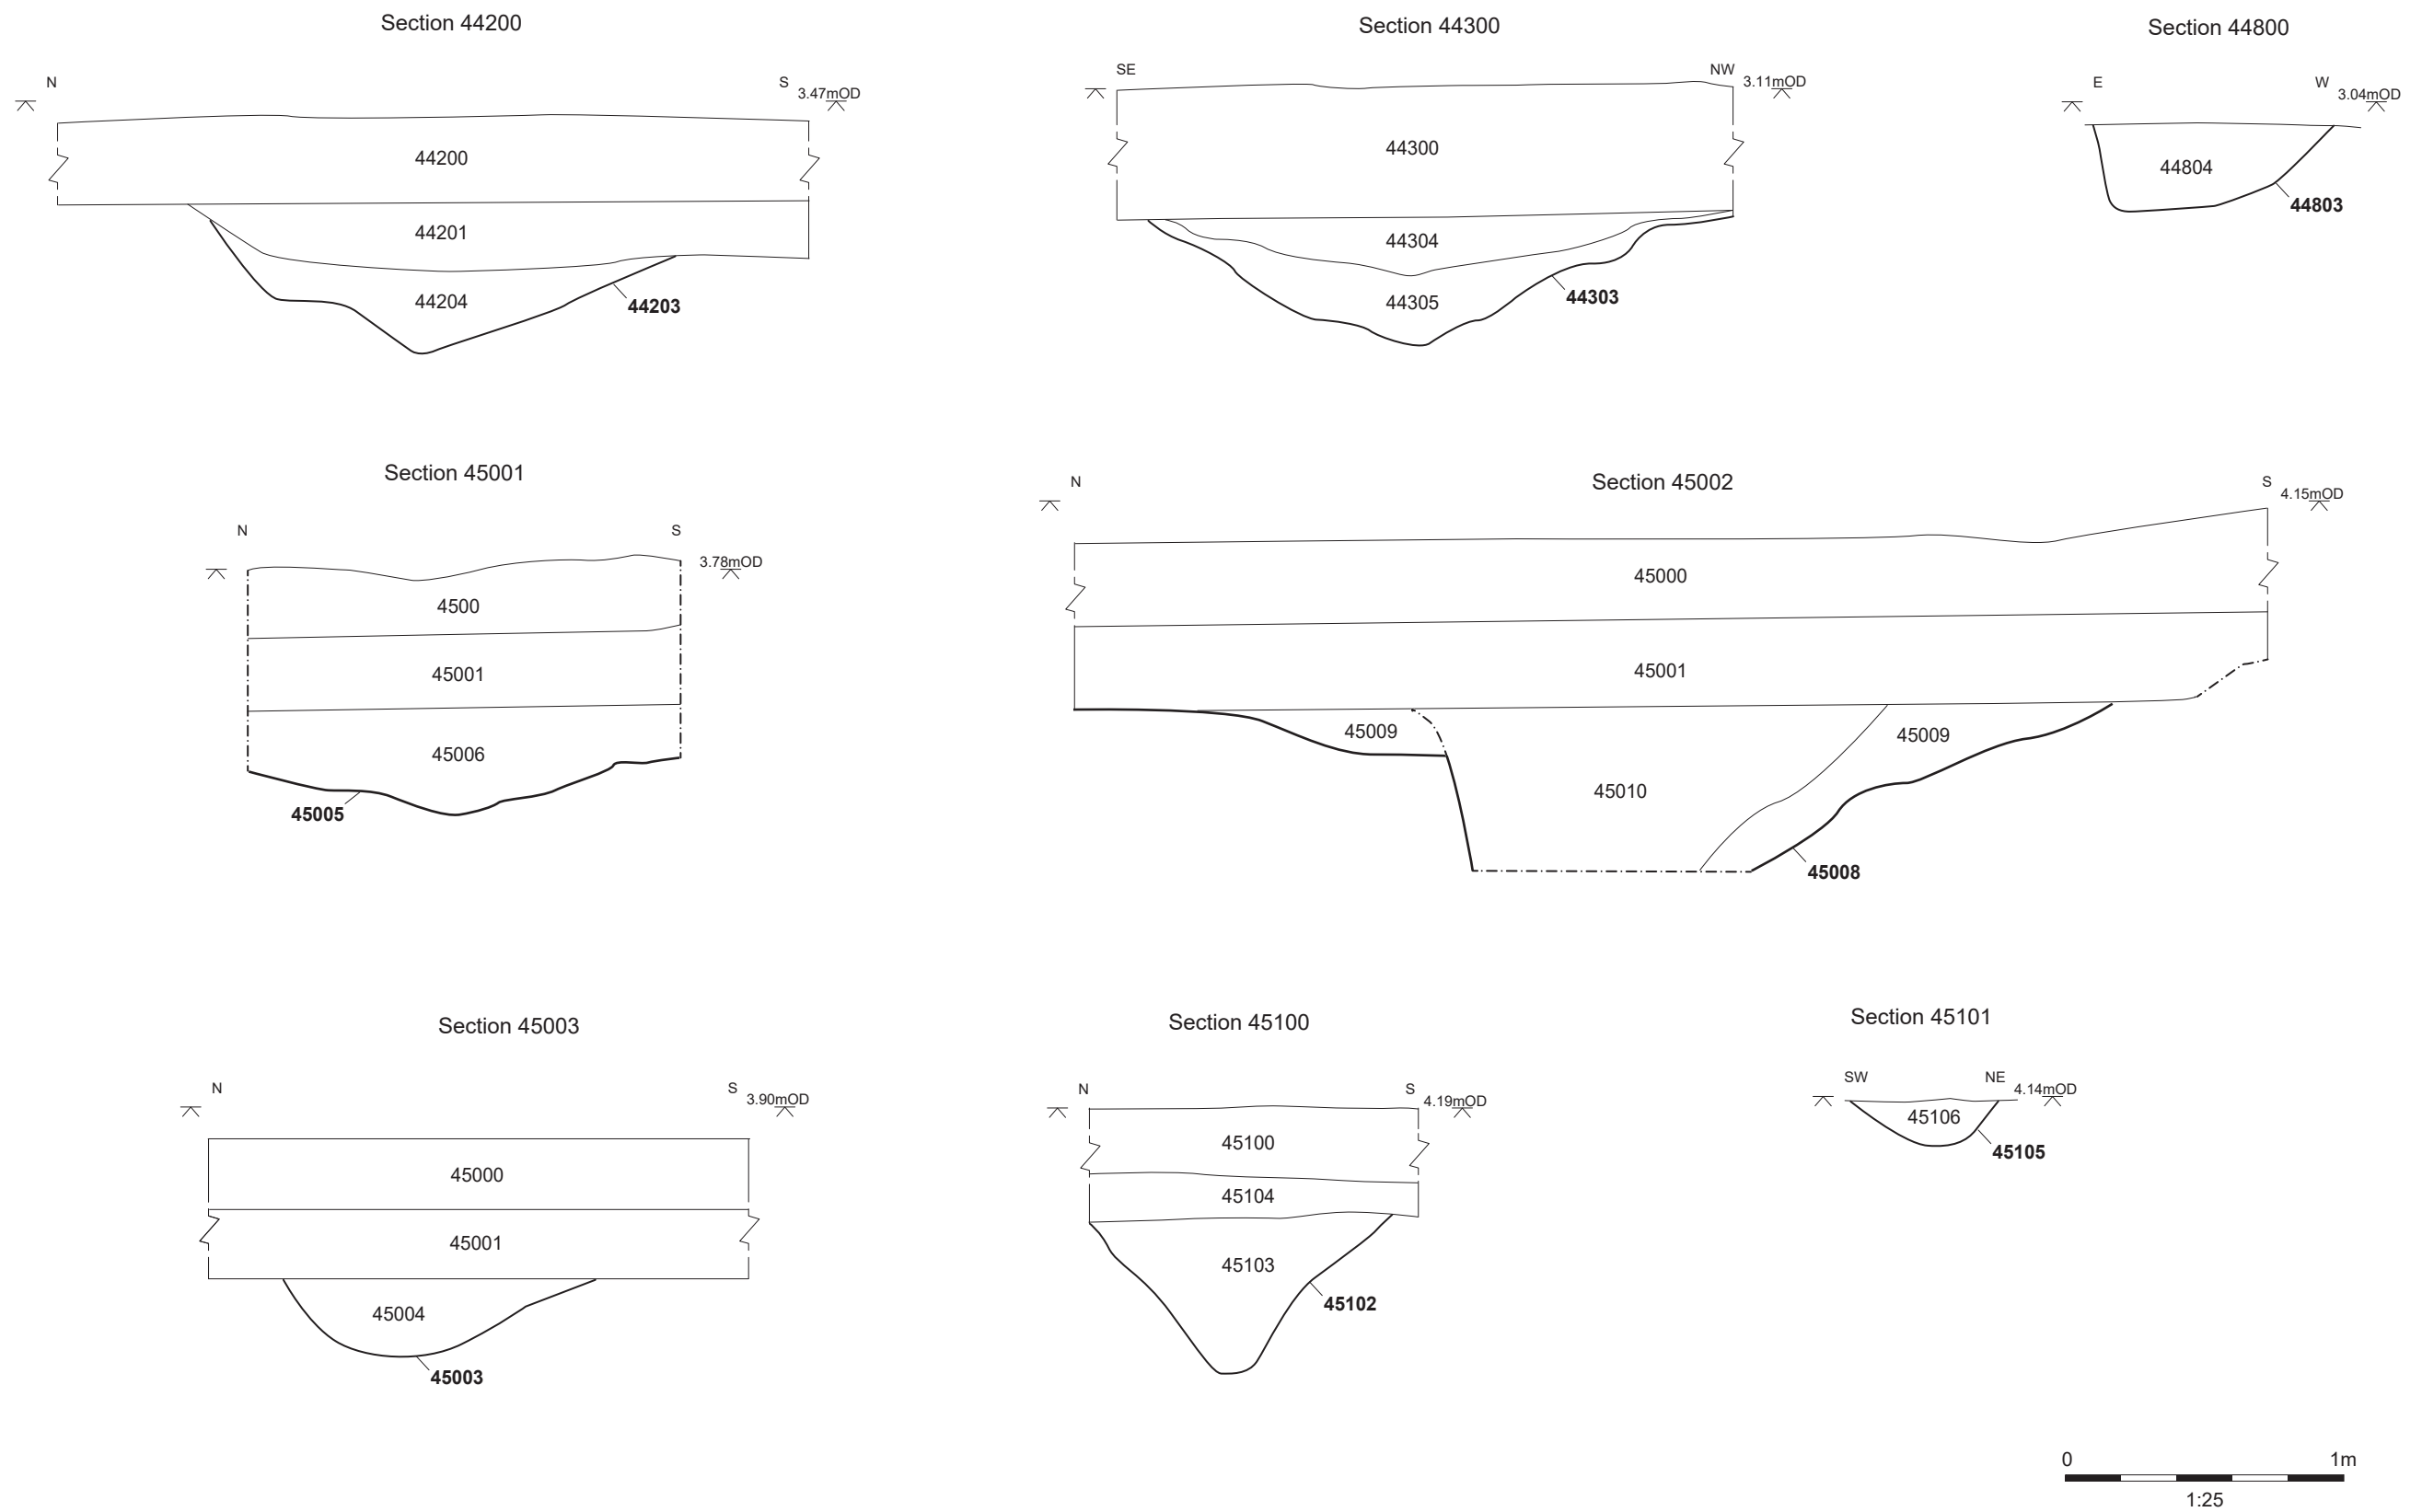 Section 44200
N
S
3.47mOD
44200
44201
44204
44203
Section 44300
SE
NW
3.11mOD
44300
44304
44305
44303
Section 44800
E
W
3.04mOD
44804
44803
Section 45001
N
S
3.78mOD
4500
45001
45006
45005
Section 45002
N
S
4.15mOD
45000
45001
45009
45009
45010
45008
Section 45003
N
S
3.90mOD
45000
45001
45004
45003
Section 45100
N
S
4.19mOD
45100
45104
45103
45102
Section 45101
SW
NE
4.14mOD
45106
45105
0
1m
1:25